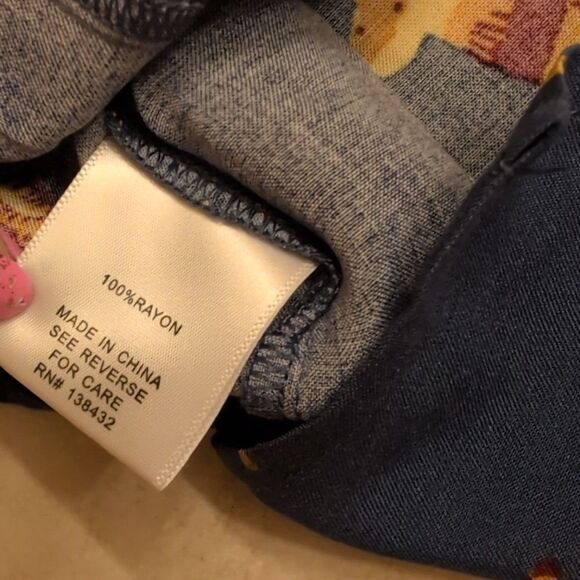 100%RAYON
MADE IN CHINA
SEE REVERSE
FOR CARE
RN# 138432